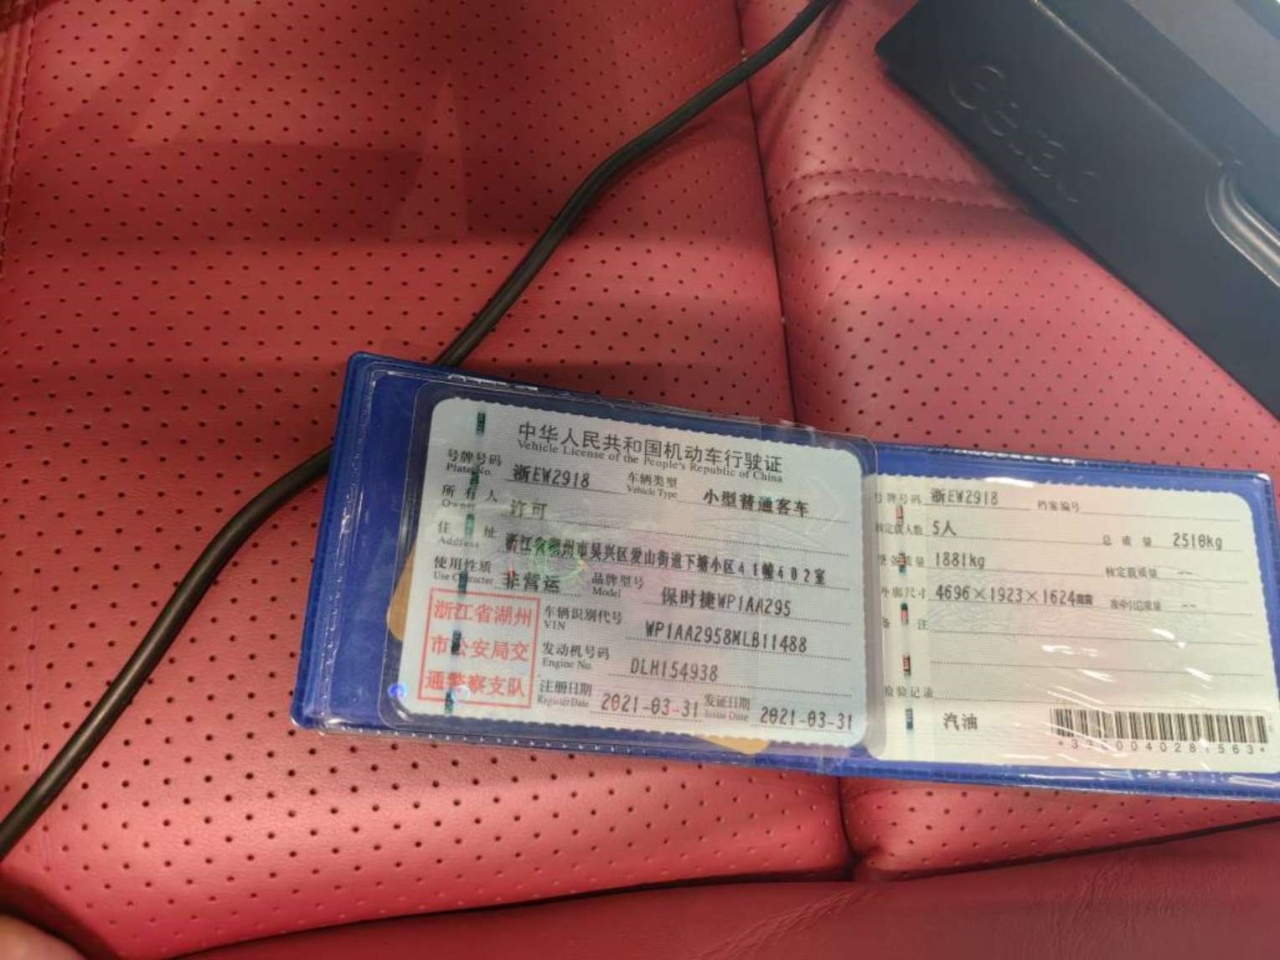 中华人民共和国机动车行驶证
Vehicle License of the People's Republic of China
号牌号码 浙EW2918 车辆类型 小型普通客车
Plate No. Vehicle Type
所有人 许可
Owner
住址 浙江省湖州市吴兴区爱山街道下塘小区41幢402室
Address
使用性质 非营运 品牌型号 保时捷WP1AA295
Use Character Model
浙江省湖州
市公安局交
通警察支队
车辆识别代号 WP1AA2958MLB11488
VIN
发动机号码 DLH154938
Engine No.
注册日期 2021-03-31 发证日期 2021-03-31
Register Date Issue Date
号牌号码 浙EW2918 档案编号
核定载人数 5人 总质量 2510kg
整备质量 1881kg 核定载质量 --
外廓尺寸 4696×1923×1624mm 准牵引总质量 --
备注
检验记录
汽油